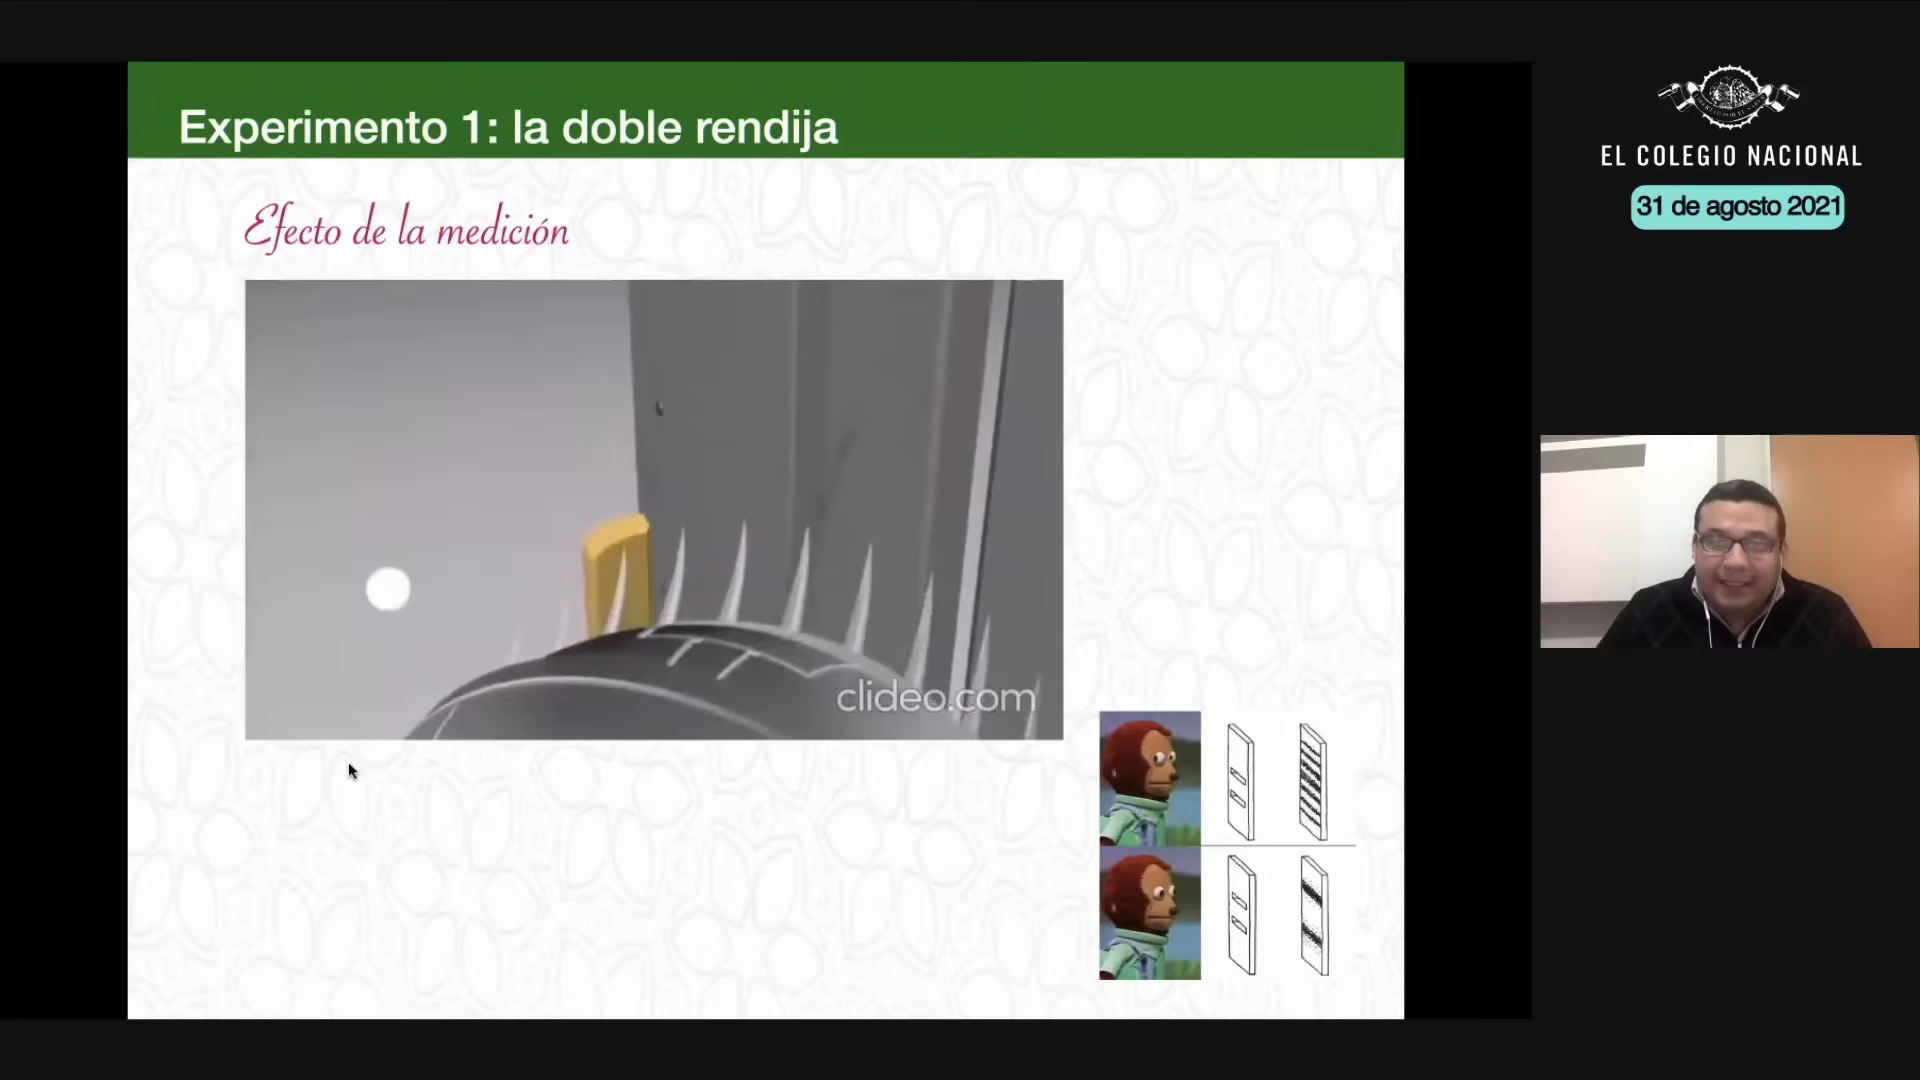 Experimento 1: la doble rendija
Efecto de la medición
clideo.com
EL COLEGIO NACIONAL
31 de agosto 2021